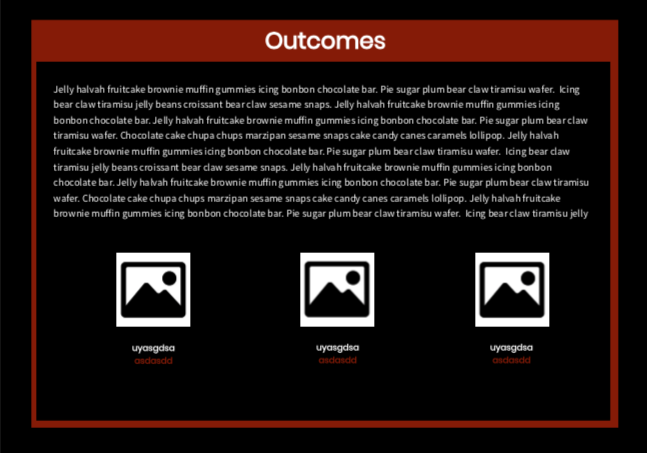 Outcomes
Jelly halvah fruitcake brownie muffin gummies icing bonbon chocolate bar. Pie sugar plum bear claw tiramisu wafer. Icing
bear claw tiramisu jelly beans croissant bear claw sesame snaps. Jelly halvah fruitcake brownie muffin gummies icing
bonbon chocolate bar. Jelly halvah fruitcake brownie muffin gummies icing bonbon chocolate bar. Pie sugar plum bear claw
tiramisu wafer. Chocolate cake chupa chups marzipan sesame snaps cake candy canes caramels lollipop. Jelly halvah
fruitcake brownie muffin gummies icing bonbon chocolate bar. Pie sugar plum bear claw tiramisu wafer. Icing bear claw
tiramisu jelly beans croissant bear claw sesame snaps. Jelly halvah fruitcake brownie muffin gummies icing bonbon
chocolate bar. Jelly halvah fruitcake brownie muffin gummies icing bonbon chocolate bar. Pie sugar plum bear claw tiramisu
wafer. Chocolate cake chupa chups marzipan sesame snaps cake candy canes caramels lollipop. Jelly halvah fruitcake
brownie muffin gummies icing bonbon chocolate bar. Pie sugar plum bear claw tiramisu wafer. Icing bear claw tiramisu jelly
uyasgdsa uyasgdsa uyasgdsa
asdasdd asdasdd asdasdd